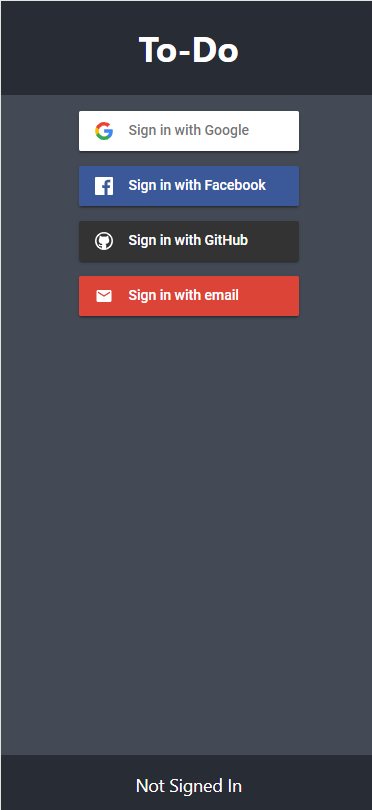 To-Do
Sign in with Google
Sign in with Facebook
Sign in with GitHub
Sign in with email
Not Signed In